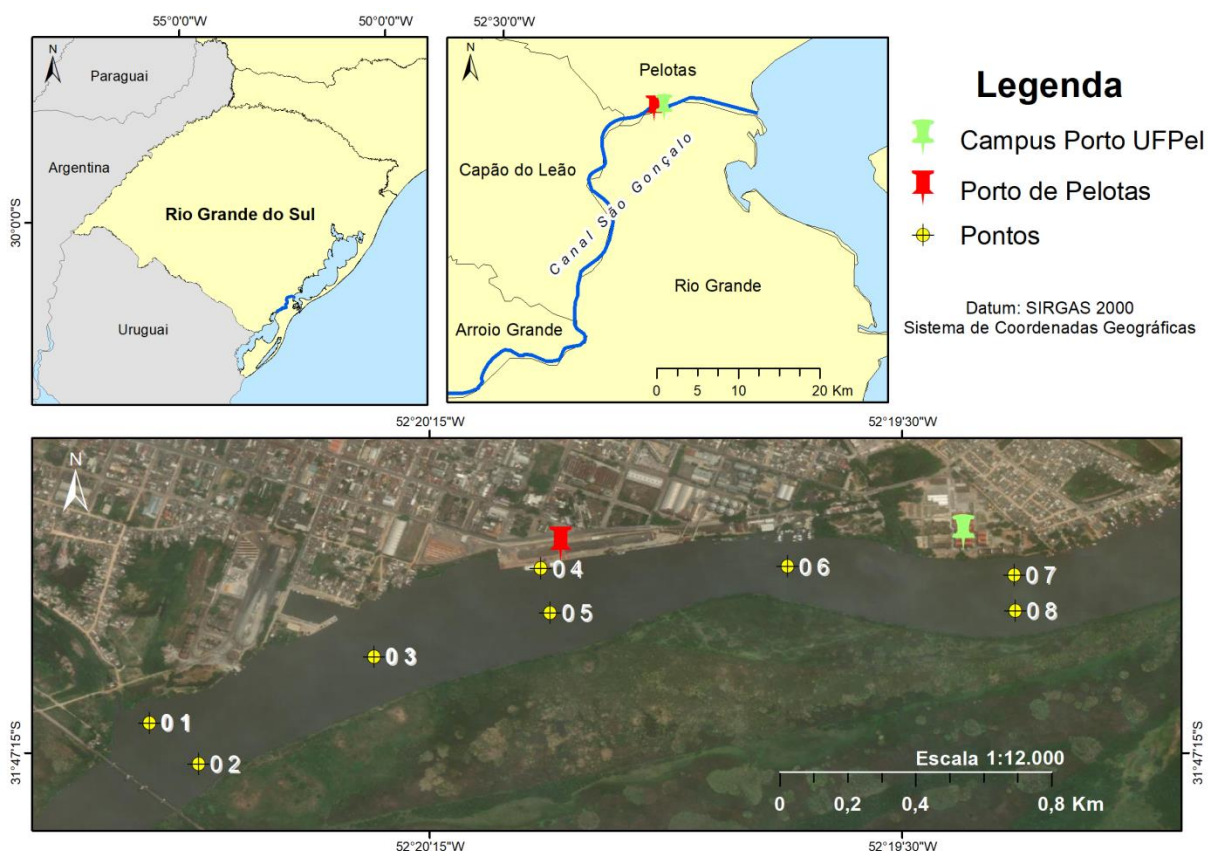 55°0'0"W
50°0'0"W
52°30'0"W
30°0'0"S
N
Paraguai
Argentina
Rio Grande do Sul
Uruguai
N
Pelotas
Capão do Leão
Canal São Gonçalo
Rio Grande
Arroio Grande
0 5 10 20 Km
Legenda
Campus Porto UFPel
Porto de Pelotas
Pontos
Datum: SIRGAS 2000
Sistema de Coordenadas Geográficas
52°20'15"W
52°19'30"W
N
04
06
07
05
08
03
01
02
31°47'15"S
31°47'15"S
Escala 1:12.000
0 0,2 0,4 0,8 Km
52°20'15"W
52°19'30"W